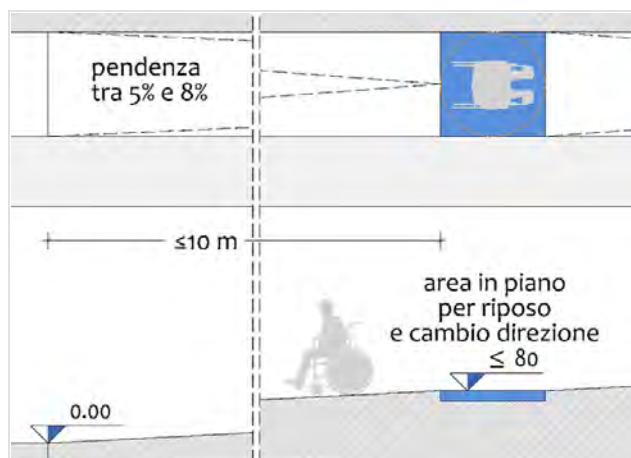 pendenza
tra 5% e 8%
≤10 m
area in piano
per riposo
e cambio direzione
≤ 80
0.00